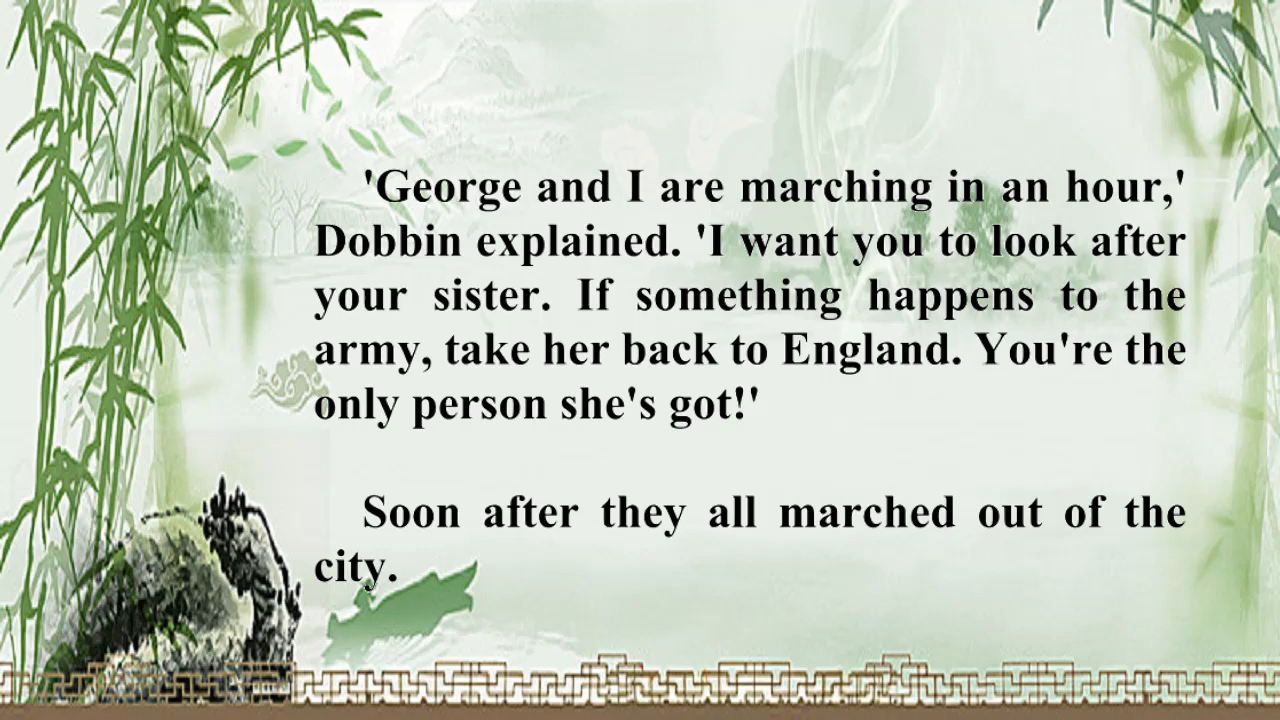 'George and I are marching in an hour,'
Dobbin explained. 'I want you to look after
your sister. If something happens to the
army, take her back to England. You're the
only person she's got!'
Soon after they all marched out of the
city.